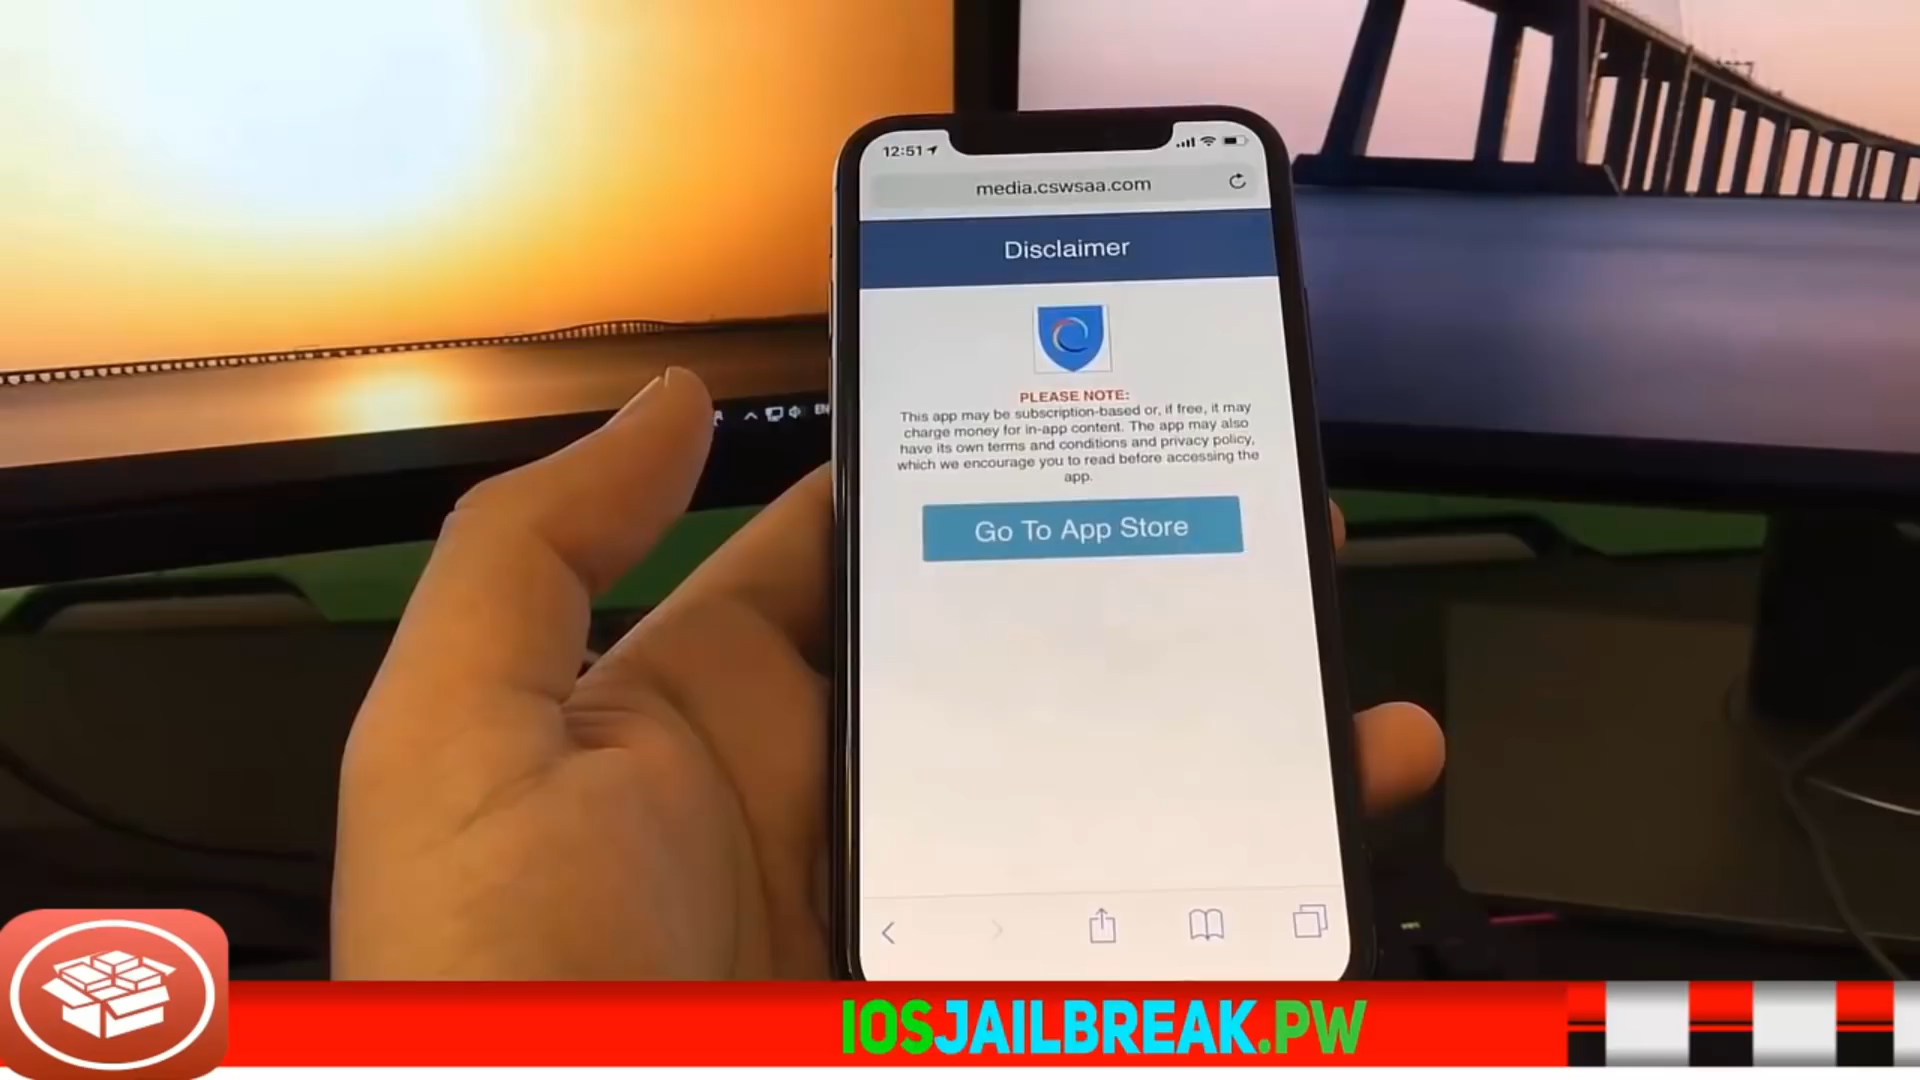 12:51
media.cswsaa.com
Disclaimer
PLEASE NOTE:
This app may be subscription-based or, if free, it may
charge money for in-app content. The app may also
have its own terms and conditions and privacy policy,
which we encourage you to read before accessing the
app.
Go To App Store
EN
IOSJAILBREAK.PW